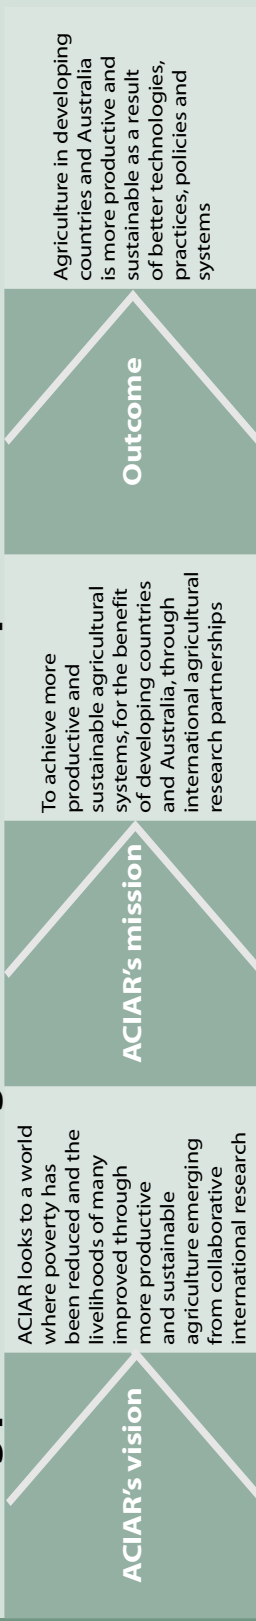 ACIAR's vision
ACIAR looks to a world
where poverty has
been reduced and the
livelihoods of many
improved through
more productive
and sustainable
agriculture emerging
from collaborative
international research
ACIAR's mission
To achieve more
productive and
sustainable agricultural
systems, for the benefit
of developing countries
and Australia, through
international agricultural
research partnerships
Outcome
Agriculture in developing
countries and Australia
is more productive and
sustainable as a result
of better technologies,
practices, policies and
systems